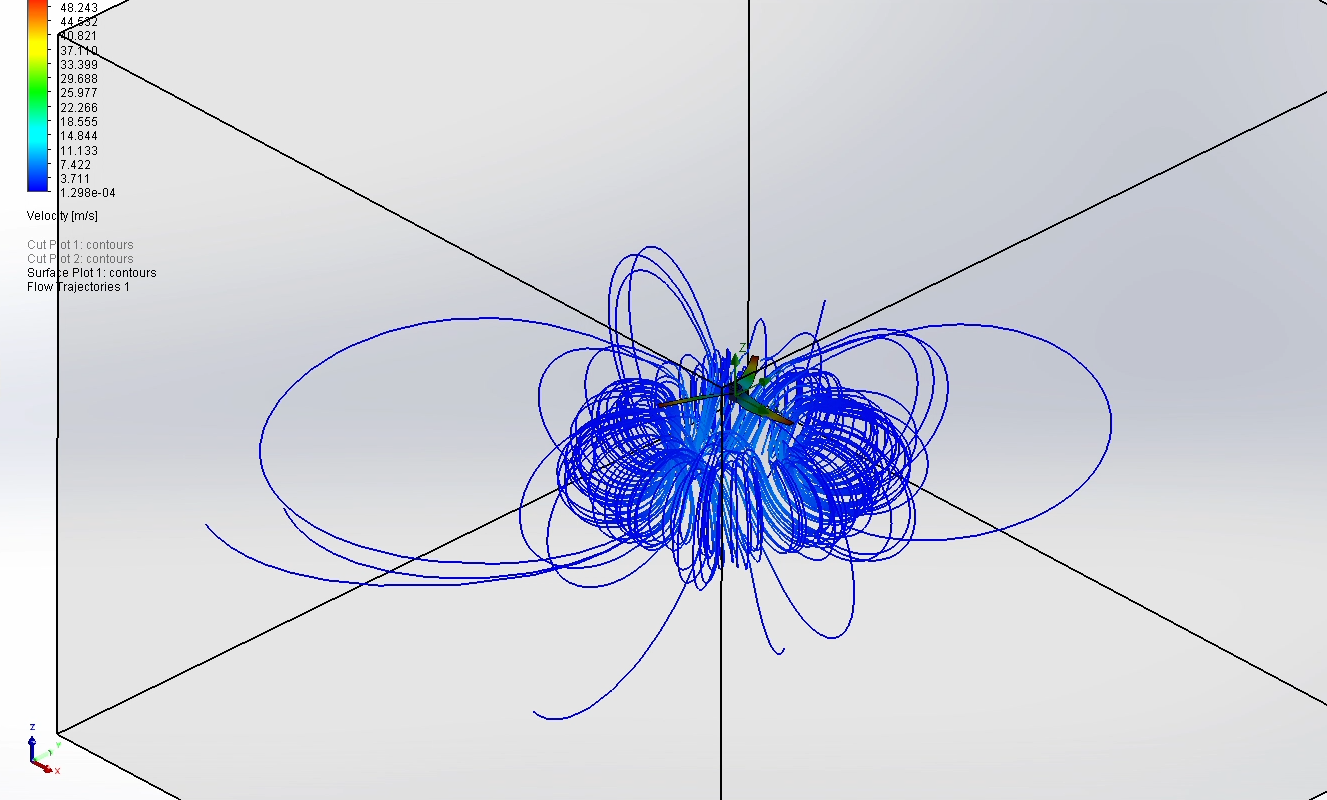 48.243
44.532
40.821
37.110
33.399
29.688
25.977
22.266
18.555
14.844
11.133
7.422
3.711
1.298e-04
Velocity [m/s]
Cut Plot 1: contours
Cut Plot 2: contours
Surface Plot 1: contours
Flow Trajectories 1
Z
Z
Y
X